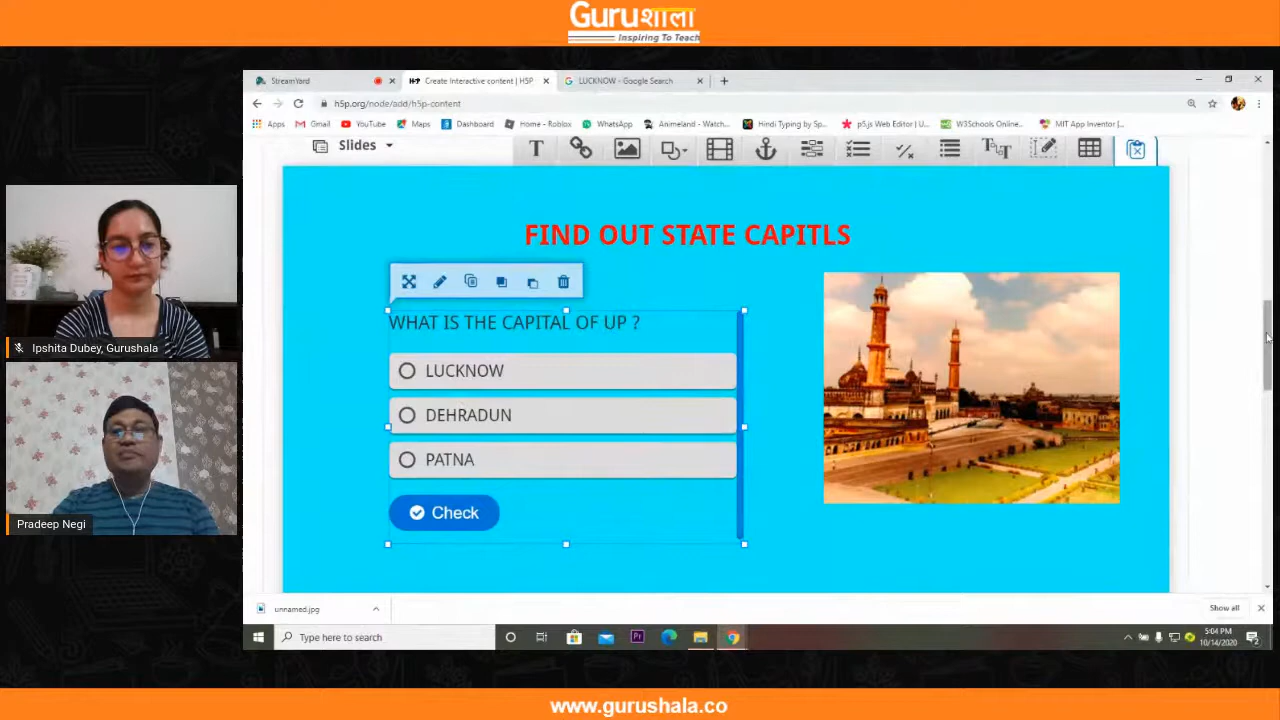 Guruशाला
Inspiring To Teach
StreamYard
Create Interactive content | H5P
LUCKNOW - Google Search
h5p.org/node/add/h5p-content
Apps
Gmail
YouTube
Maps
Dashboard
Home - Roblox
WhatsApp
Animeland - Watch...
Hindi Typing by Sp...
p5.js Web Editor | U...
W3Schools Online...
MIT App Inventor |...
Slides
FIND OUT STATE CAPITLS
WHAT IS THE CAPITAL OF UP ?
LUCKNOW
DEHRADUN
PATNA
Check
Ipshita Dubey, Gurushala
Pradeep Negi
unnamed.jpg
Show all
Type here to search
5:04 PM
10/14/2020
www.gurushala.co